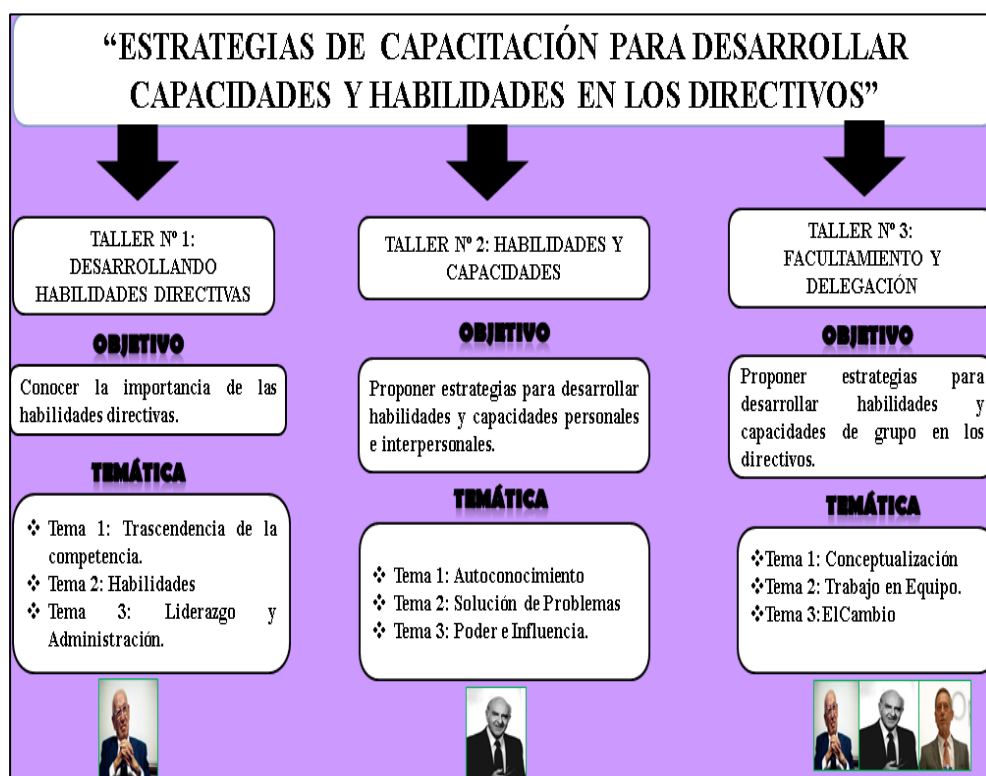 “ESTRATEGIAS DE CAPACITACIÓN PARA DESARROLLAR
CAPACIDADES Y HABILIDADES EN LOS DIRECTIVOS”
TALLER Nº 1:
DESARROLLANDO
HABILIDADES DIRECTIVAS
OBJETIVO
Conocer la importancia de las
habilidades directivas.
TEMÁTICA
❖ Tema 1: Trascendencia de la
competencia.
❖ Tema 2: Habilidades
❖ Tema 3: Liderazgo y
Administración.
TALLER Nº 2: HABILIDADES Y
CAPACIDADES
OBJETIVO
Proponer estrategias para desarrollar
habilidades y capacidades personales
e interpersonales.
TEMÁTICA
❖ Tema 1: Autoconocimiento
❖ Tema 2: Solución de Problemas
❖ Tema 3: Poder e Influencia.
TALLER Nº 3:
FACULTAMIENTO Y
DELEGACIÓN
OBJETIVO
Proponer estrategias para
desarrollar habilidades y
capacidades de grupo en los
directivos.
TEMÁTICA
❖Tema 1: Conceptualización
❖Tema 2: Trabajo en Equipo.
❖Tema 3:ElCambio